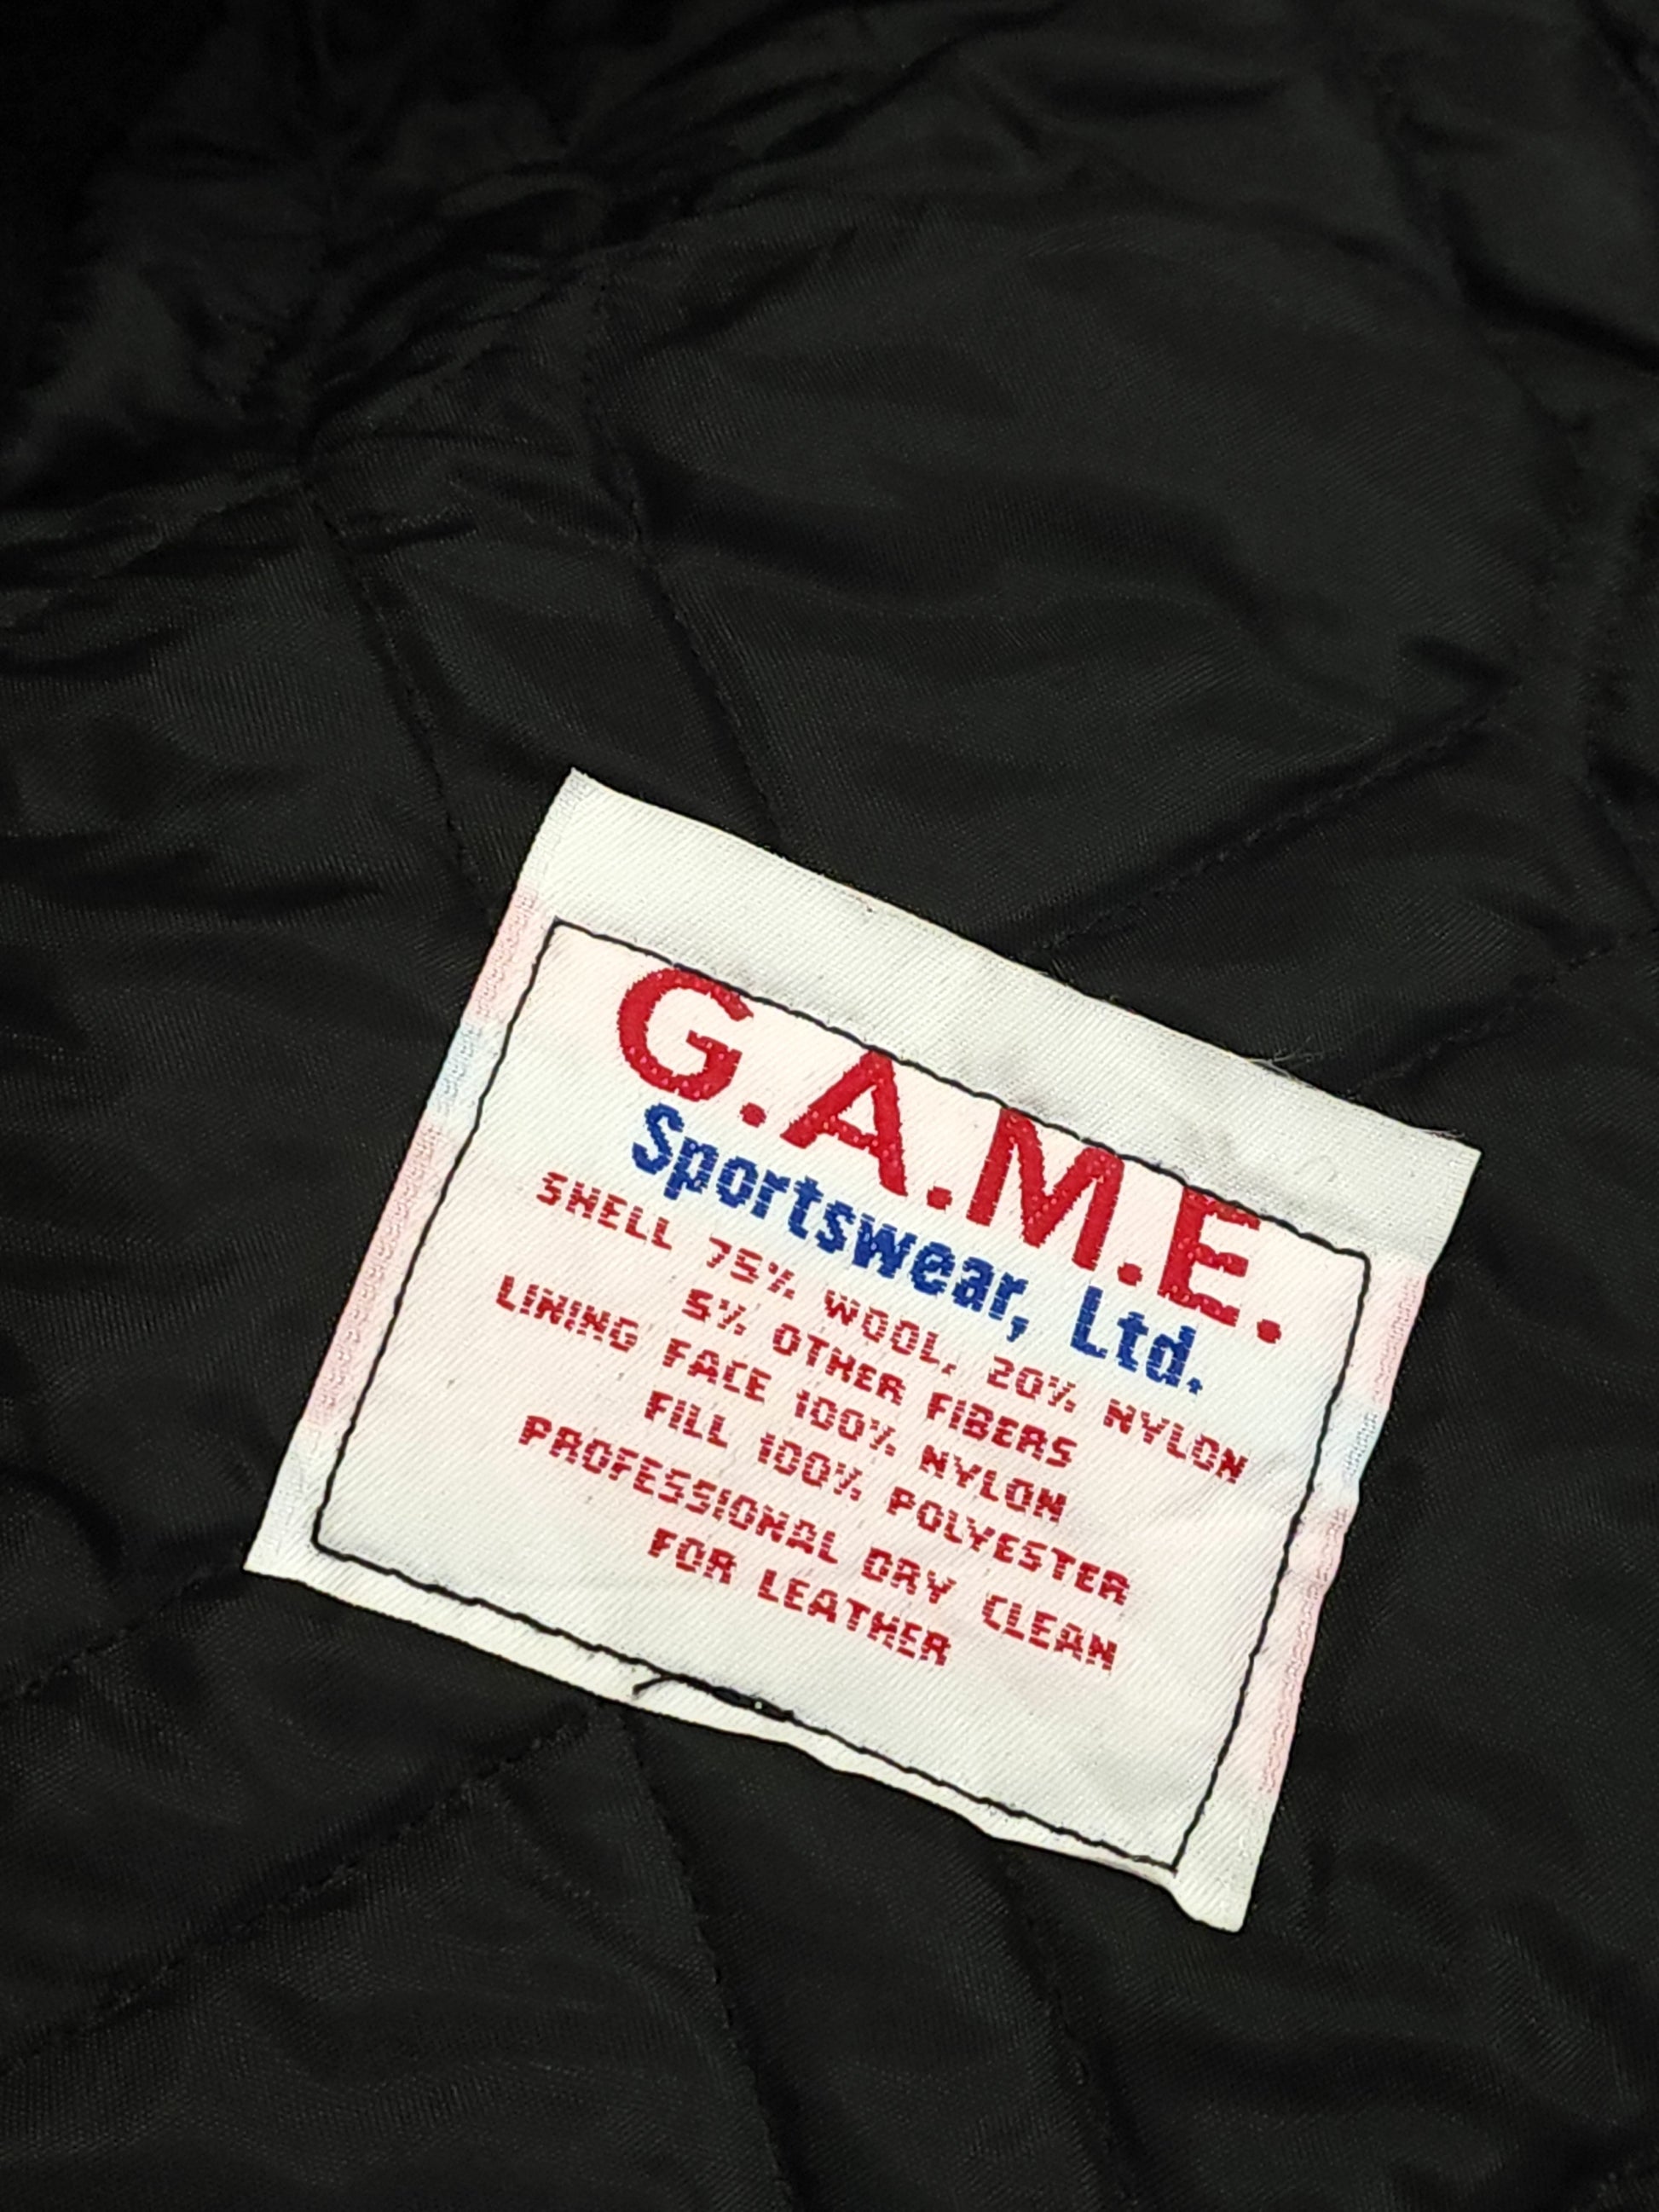 G.A.M.E.
Sportswear, Ltd.
SHELL 75% WOOL, 20% NYLON
5% OTHER FIBERS
LINING FACE 100% NYLON
FILL 100% POLYESTER
PROFESSIONAL DRY CLEAN
FOR LEATHER